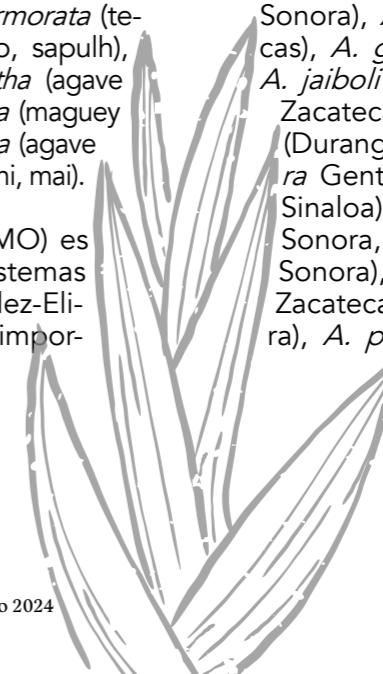 rmorata (te-
o, sapulh),
tha (agave
a (maguey
a (agave
ni, mai).
MO) es
stemas
lez-Eli-
impor-
Sonora), A
cas), A. g
A. jaiboli
Zacateca
(Durang
ra Gent
Sinaloa)
Sonora,
Sonora),
Zacateca
ra), A. p
o 2024